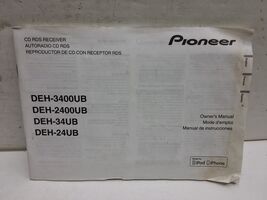 CD RDS RECEIVER
AUTORADIO CD RDS
REPRODUCTOR DE CD CON RECEPTOR RDS
Pioneer
DEH-3400UB
DEH-2400UB
DEH-34UB
DEH-24UB
Owner's Manual
Mode d'emploi
Manual de instrucciones
iPod iPhone